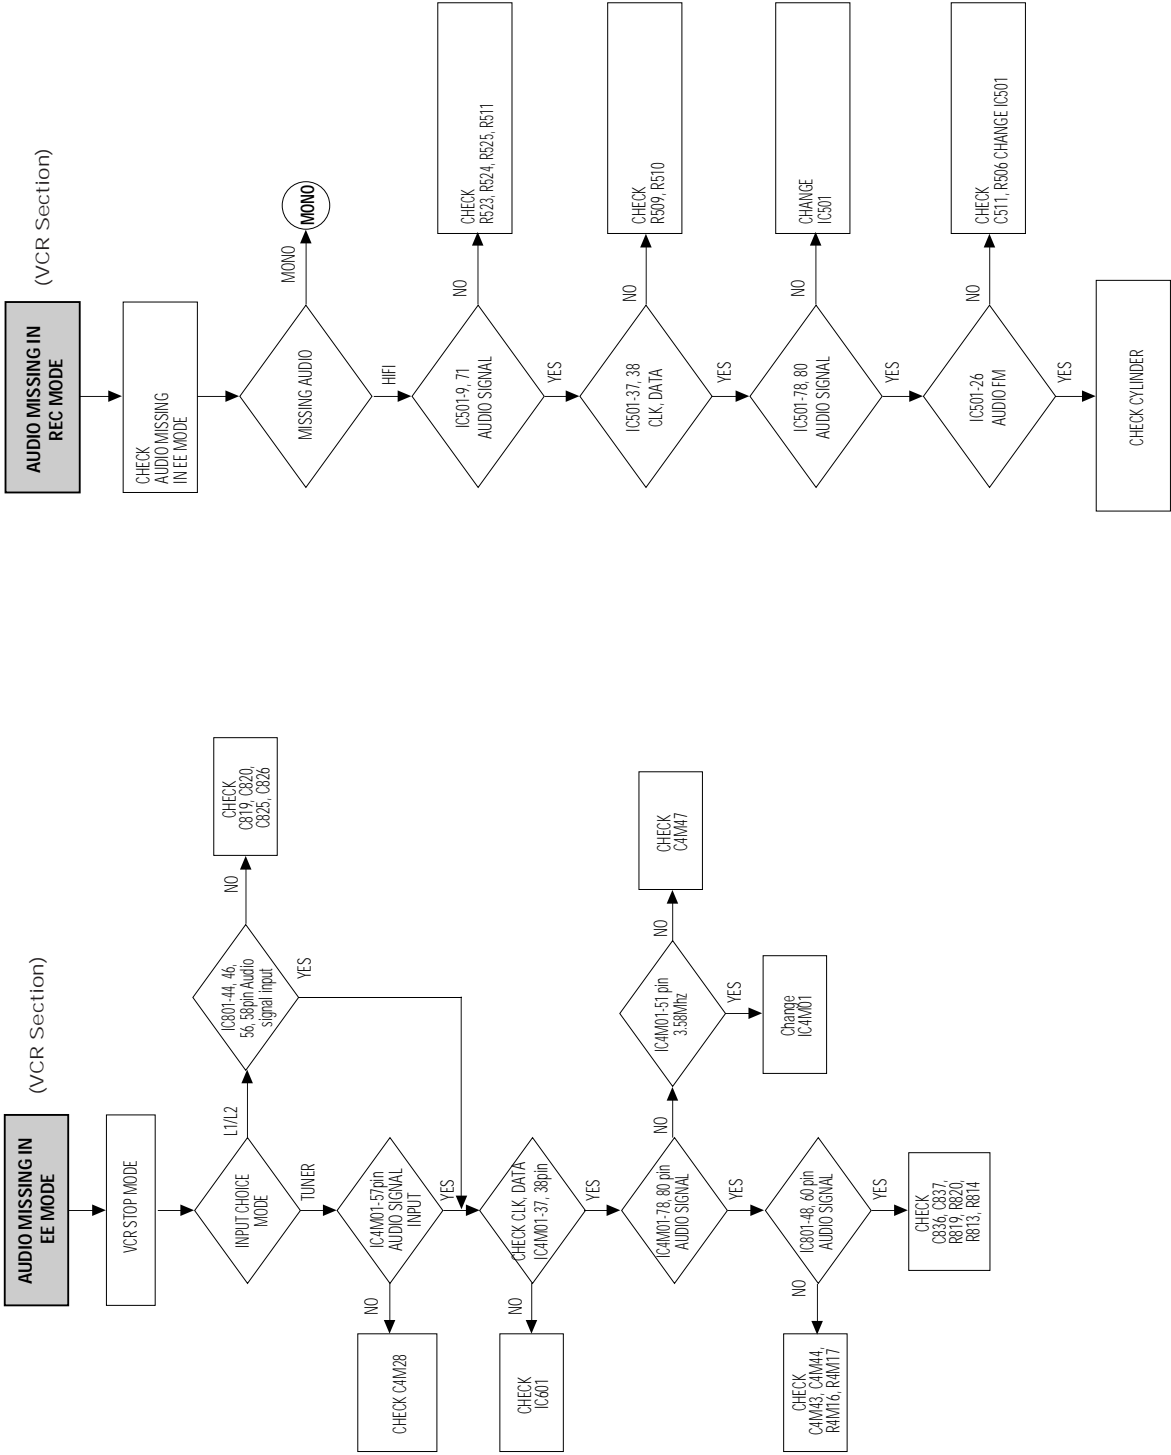 AUDIO MISSING IN
EE MODE
(VCR Section)
VCR STOP MODE
INPUT CHOICE
MODE
L1/L2
IC801-44, 46,
56, 58pin Audio
signal input
NO
CHECK
C819, C820,
C825, C826
YES
TUNER
IC4M01-57pin
AUDIO SIGNAL
INPUT
NO
CHECK C4M28
YES
CHECK CLK, DATA
IC4M01-37, 38pin
NO
CHECK
IC601
YES
IC4M01-78, 80 pin
AUDIO SIGNAL
NO
IC4M01-51 pin
3.58Mhz
NO
CHECK
C4M47
YES
Change
IC4M01
YES
IC801-48, 60 pin
AUDIO SIGNAL
NO
CHECK
C4M43, C4M44,
R4M16, R4M17
YES
CHECK
C836, C837,
R819, R820,
R813, R814
AUDIO MISSING IN
REC MODE
(VCR Section)
CHECK
AUDIO MISSING
IN EE MODE
MISSING AUDIO
MONO
MONO
HIFI
IC501-9, 71
AUDIO SIGNAL
NO
CHECK
R523, R524, R525, R511
YES
IC501-37, 38
CLK, DATA
NO
CHECK
R509, R510
YES
IC501-78, 80
AUDIO SIGNAL
NO
CHANGE
IC501
YES
IC501-26
AUDIO FM
NO
CHECK
C511, R506 CHANGE IC501
YES
CHECK CYLINDER